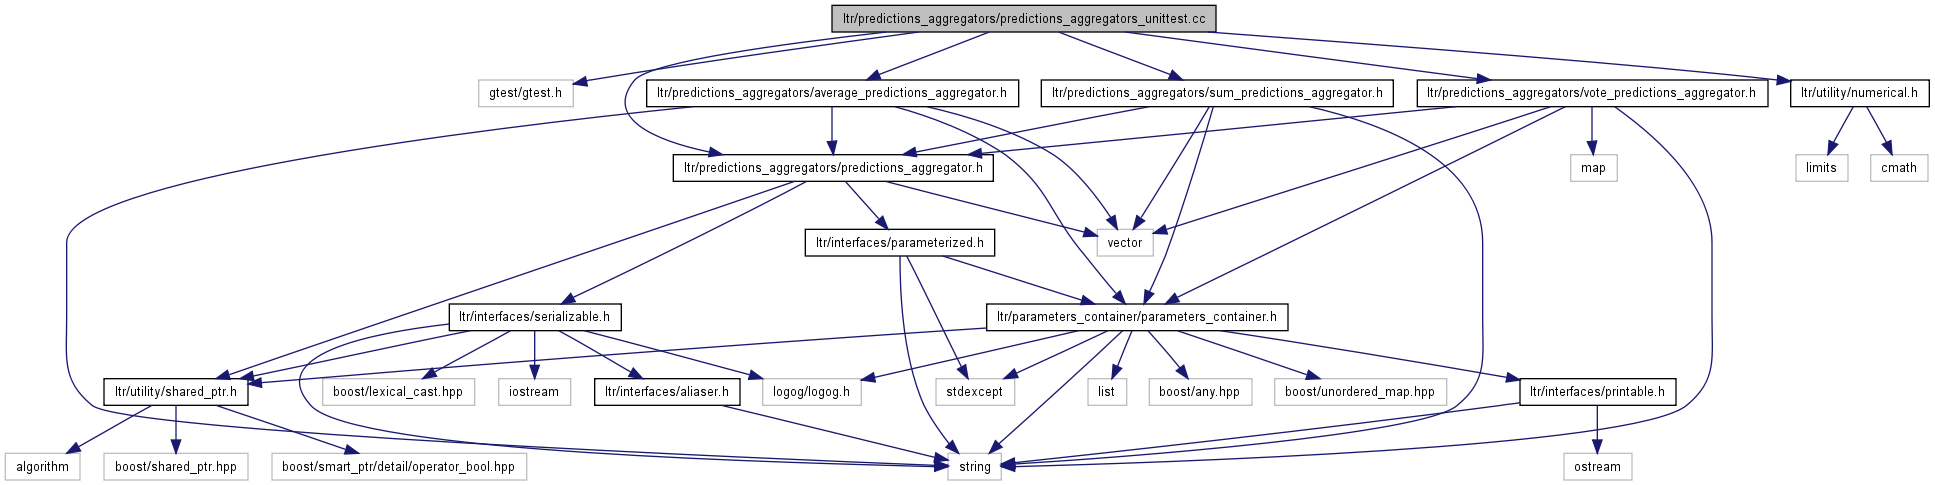 ltr/predictions_aggregators/predictions_aggregators_unittest.cc
gtest/gtest.h
ltr/predictions_aggregators/average_predictions_aggregator.h
ltr/predictions_aggregators/sum_predictions_aggregator.h
ltr/predictions_aggregators/vote_predictions_aggregator.h
ltr/utility/numerical.h
ltr/predictions_aggregators/predictions_aggregator.h
map
limits
cmath
ltr/interfaces/parameterized.h
vector
ltr/interfaces/serializable.h
ltr/parameters_container/parameters_container.h
ltr/utility/shared_ptr.h
boost/lexical_cast.hpp
iostream
ltr/interfaces/aliaser.h
logog/logog.h
stdexcept
list
boost/any.hpp
boost/unordered_map.hpp
ltr/interfaces/printable.h
algorithm
boost/shared_ptr.hpp
boost/smart_ptr/detail/operator_bool.hpp
string
ostream